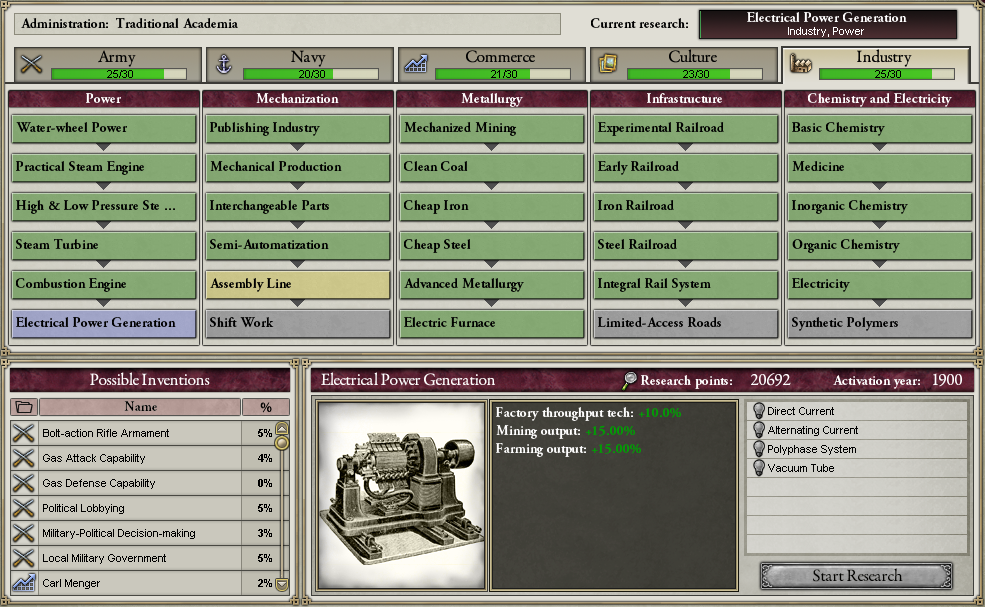 Administration: Traditional Academia
Current research:
Electrical Power Generation
Industry, Power
Army
25/30
Navy
20/30
Commerce
21/30
Culture
23/30
Industry
25/30
Power
Mechanization
Metallurgy
Infrastructure
Chemistry and Electricity
Water-wheel Power
Publishing Industry
Mechanized Mining
Experimental Railroad
Basic Chemistry
Practical Steam Engine
Mechanical Production
Clean Coal
Early Railroad
Medicine
High & Low Pressure Ste ...
Interchangeable Parts
Cheap Iron
Iron Railroad
Inorganic Chemistry
Steam Turbine
Semi-Automatization
Cheap Steel
Steel Railroad
Organic Chemistry
Combustion Engine
Assembly Line
Advanced Metallurgy
Integral Rail System
Electricity
Electrical Power Generation
Shift Work
Electric Furnace
Limited-Access Roads
Synthetic Polymers
Possible Inventions
Name
%
Bolt-action Rifle Armament 5%
Gas Attack Capability 4%
Gas Defense Capability 0%
Political Lobbying 5%
Military-Political Decision-making 3%
Local Military Government 5%
Carl Menger 2%
Electrical Power Generation
Research points: 20692
Activation year: 1900
Factory throughput tech: +10.0%
Mining output: +15.00%
Farming output: +15.00%
Direct Current
Alternating Current
Polyphase System
Vacuum Tube
Start Research